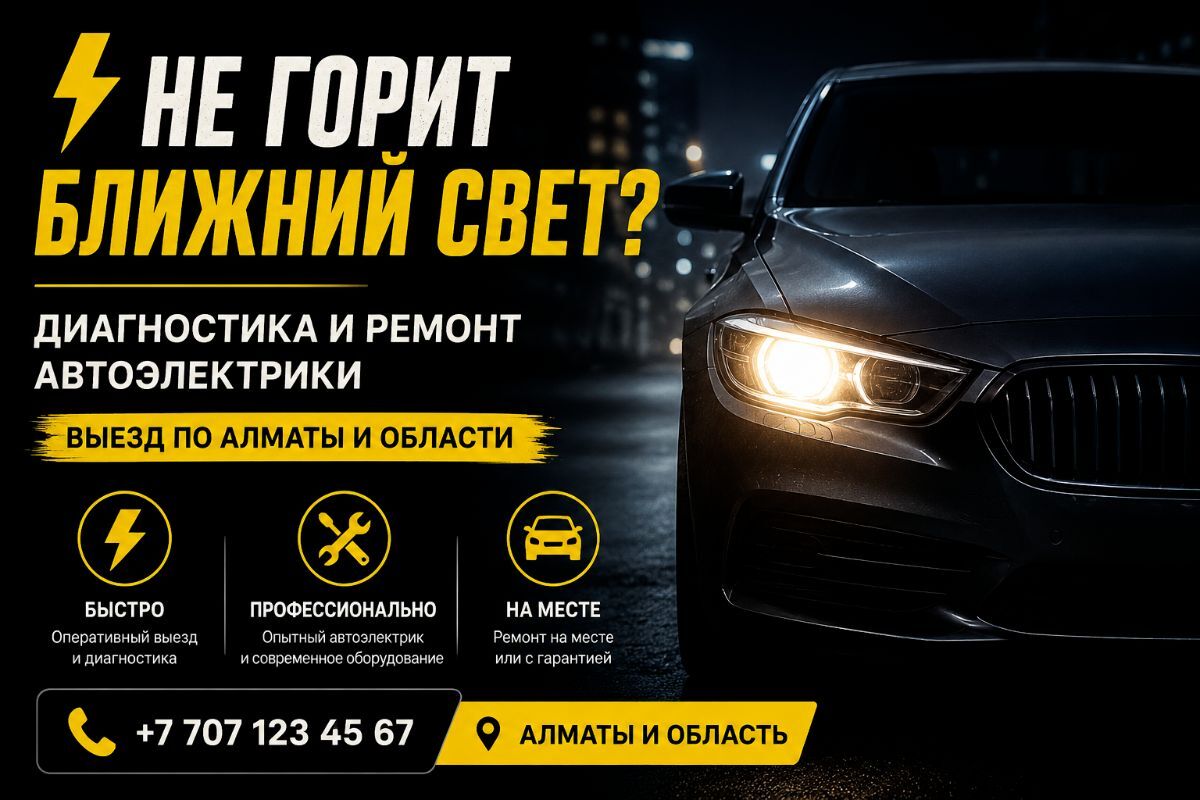 НЕ ГОРИТ
БЛИЖНИЙ СВЕТ?
ДИАГНОСТИКА И РЕМОНТ
АВТОЭЛЕКТРИКИ
ВЫЕЗД ПО АЛМАТЫ И ОБЛАСТИ
БЫСТРО
Оперативный выезд
и диагностика
ПРОФЕССИОНАЛЬНО
Опытный автоэлектрик
и современное оборудование
НА МЕСТЕ
Ремонт на месте
или с гарантией
+7 707 123 45 67
АЛМАТЫ И ОБЛАСТЬ